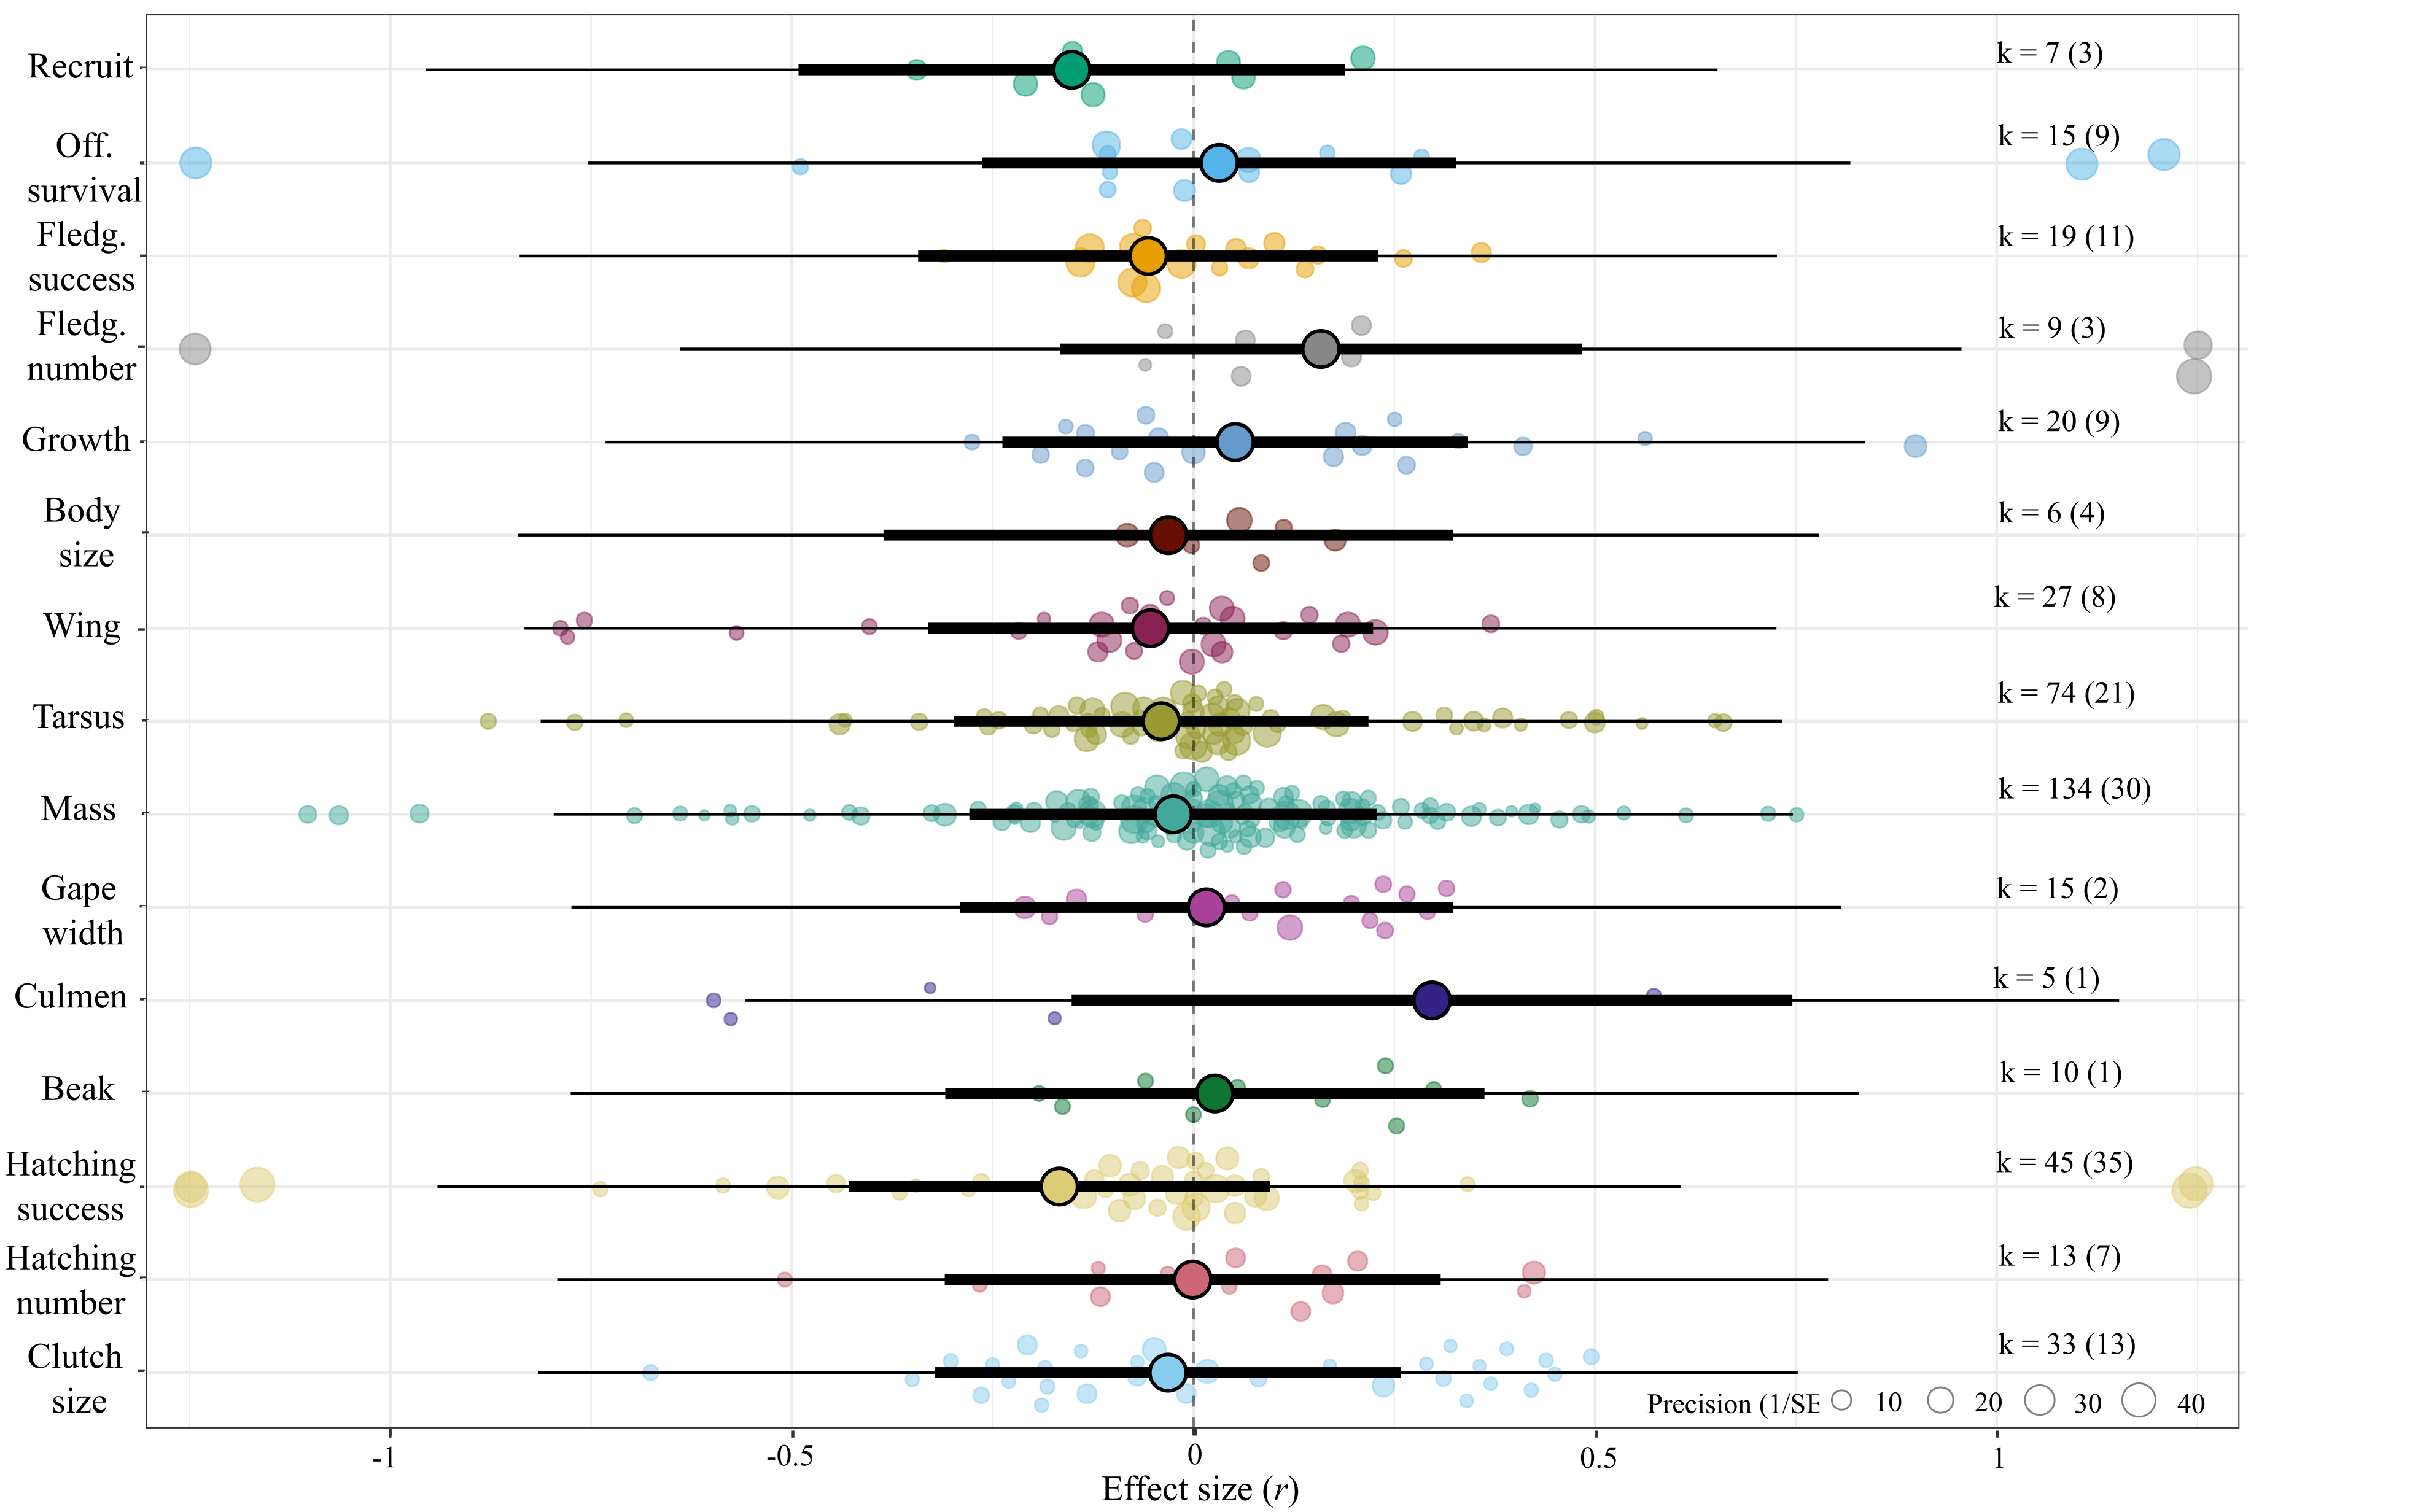 Recruit
k = 7 (3)
Off.
survival
k = 15 (9)
Fledg.
success
k = 19 (11)
Fledg.
number
k = 9 (3)
Growth
k = 20 (9)
Body
size
k = 6 (4)
Wing
k = 27 (8)
Tarsus
k = 74 (21)
Mass
k = 134 (30)
Gape
width
k = 15 (2)
Culmen
k = 5 (1)
Beak
k = 10 (1)
Hatching
success
k = 45 (35)
Hatching
number
k = 13 (7)
Clutch
size
k = 33 (13)
Precision (1/SE 10 20 30 40
-1 -0.5 0 0.5 1
Effect size (r)